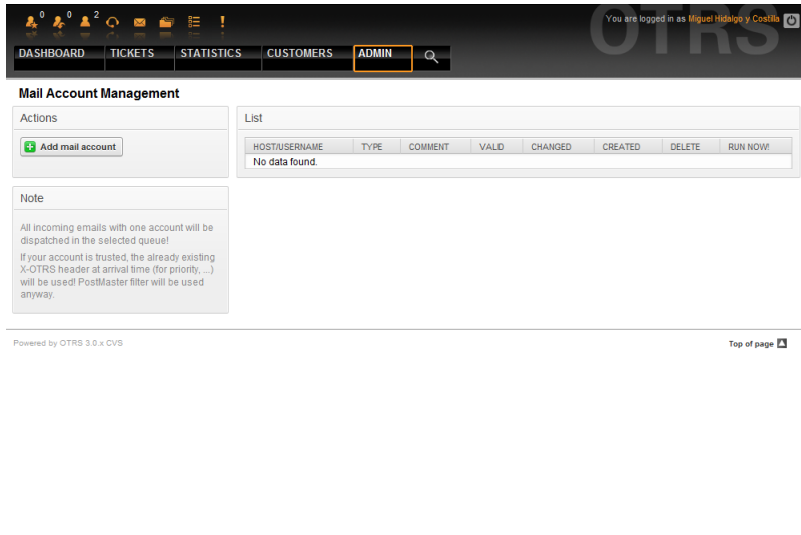 0 0 2
You are logged in as Miguel Hidalgo y Costilla
OTRS
DASHBOARD TICKETS STATISTICS CUSTOMERS ADMIN
Mail Account Management
Actions
Add mail account
List
HOST/USERNAME TYPE COMMENT VALID CHANGED CREATED DELETE RUN NOW!
No data found.
Note
All incoming emails with one account will be
dispatched in the selected queue!
If your account is trusted, the already existing
X-OTRS header at arrival time (for priority, ...)
will be used! PostMaster filter will be used
anyway.
Powered by OTRS 3.0.x CVS
Top of page